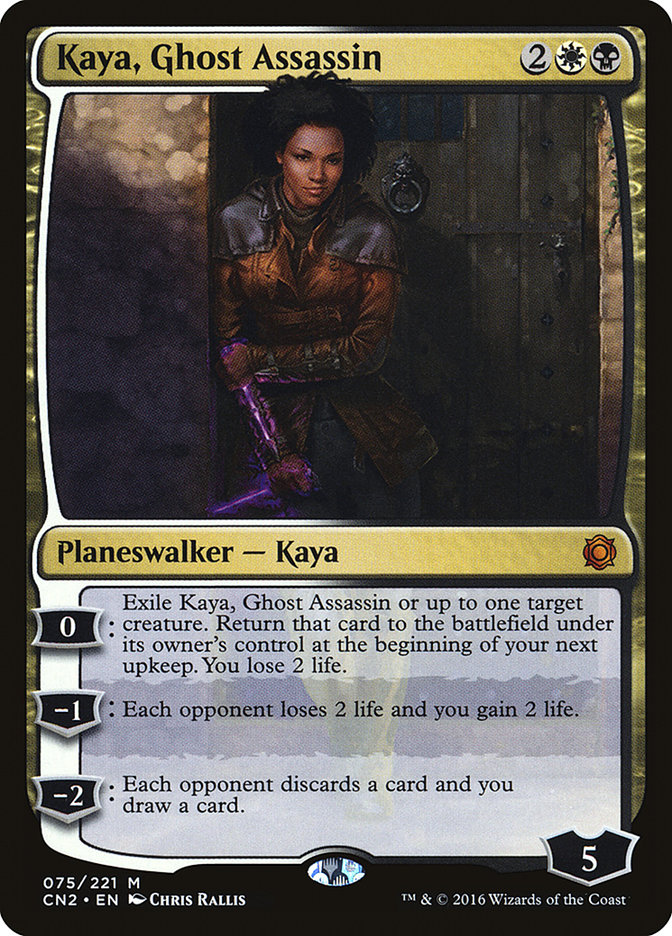 Kaya, Ghost Assassin 2
Planeswalker — Kaya
0 : Exile Kaya, Ghost Assassin or up to one target
creature. Return that card to the battlefield under
its owner's control at the beginning of your next
upkeep. You lose 2 life.
−1 : Each opponent loses 2 life and you gain 2 life.
−2 : Each opponent discards a card and you
draw a card.
5
075/221 M
CN2 • EN Chris Rallis
™ & © 2016 Wizards of the Coast